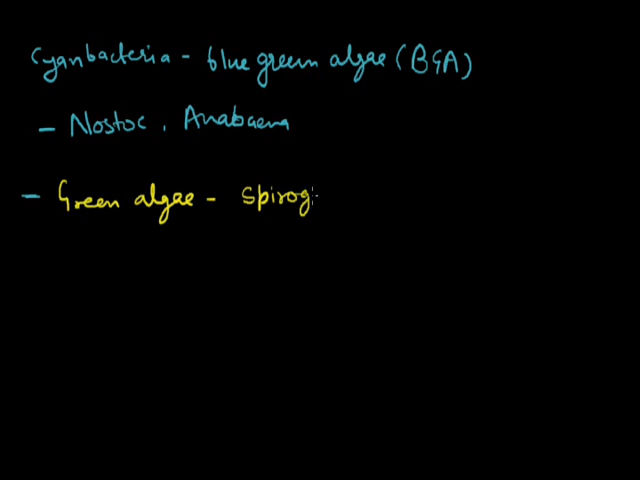 Cyanbacteria - blue green algae (BGA)
- Nostoc, Anabaena
- Green algae - Spirog